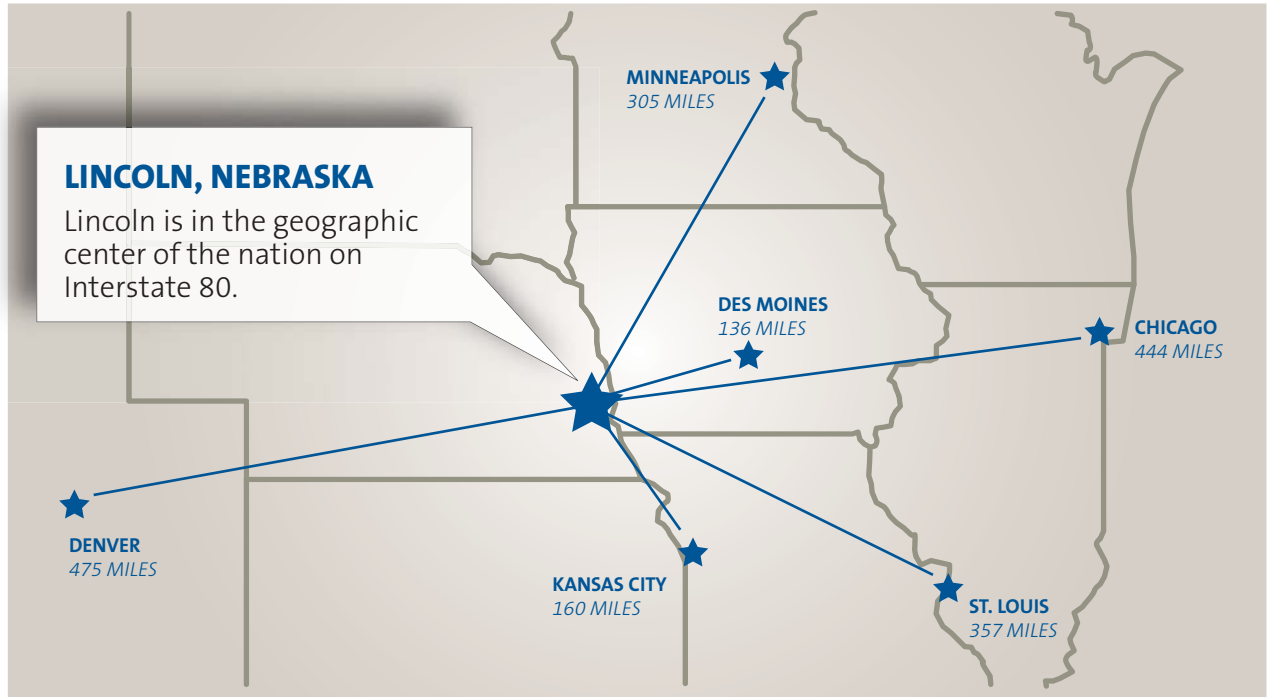 MINNEAPOLIS
305 MILES
LINCOLN, NEBRASKA
Lincoln is in the geographic
center of the nation on
Interstate 80.
DES MOINES
136 MILES
CHICAGO
444 MILES
DENVER
475 MILES
KANSAS CITY
160 MILES
ST. LOUIS
357 MILES